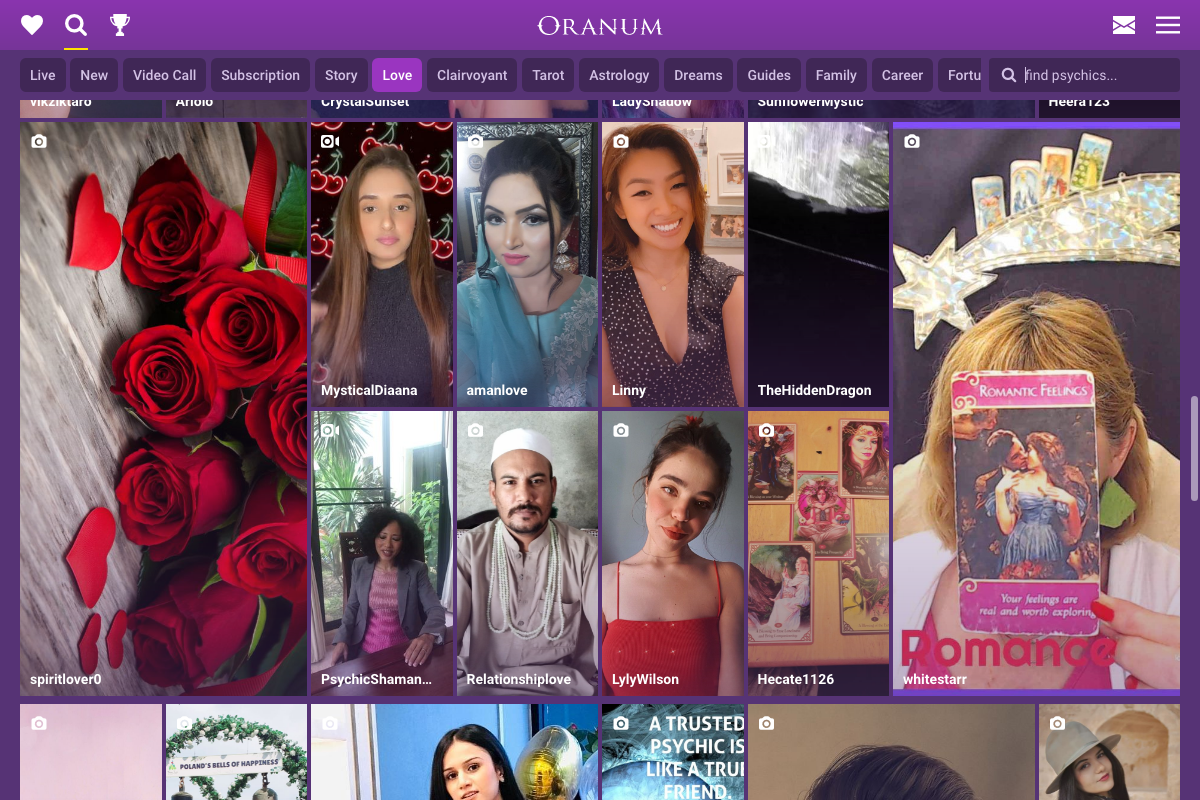 ORANUM
Live
New
Video Call
Subscription
Story
Love
Clairvoyant
Tarot
Astrology
Dreams
Guides
Family
Career
Fortu
find psychics...
vikziktaro
Ariolo
CrystalSunset
LadyShadow
SunflowerMystic
Heera123
spiritlover0
MysticalDiaana
amanlove
Linny
TheHiddenDragon
ROMANTIC FEELINGS
Your feelings are
real and worth exploring
Romance
whitestarr
PsychicShaman...
Relationshiplove
LylyWilson
Hecate1126
POLAND'S BELLS OF HAPPINESS
A TRUSTED
PSYCHIC IS
LIKE A TRUE
FRIEND.